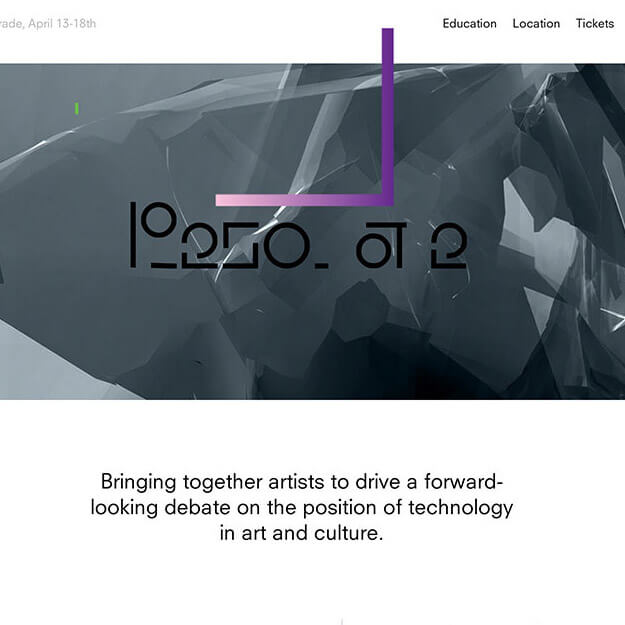 rade, April 13-18th
Education Location Tickets
Bringing together artists to drive a forward-
looking debate on the position of technology
in art and culture.